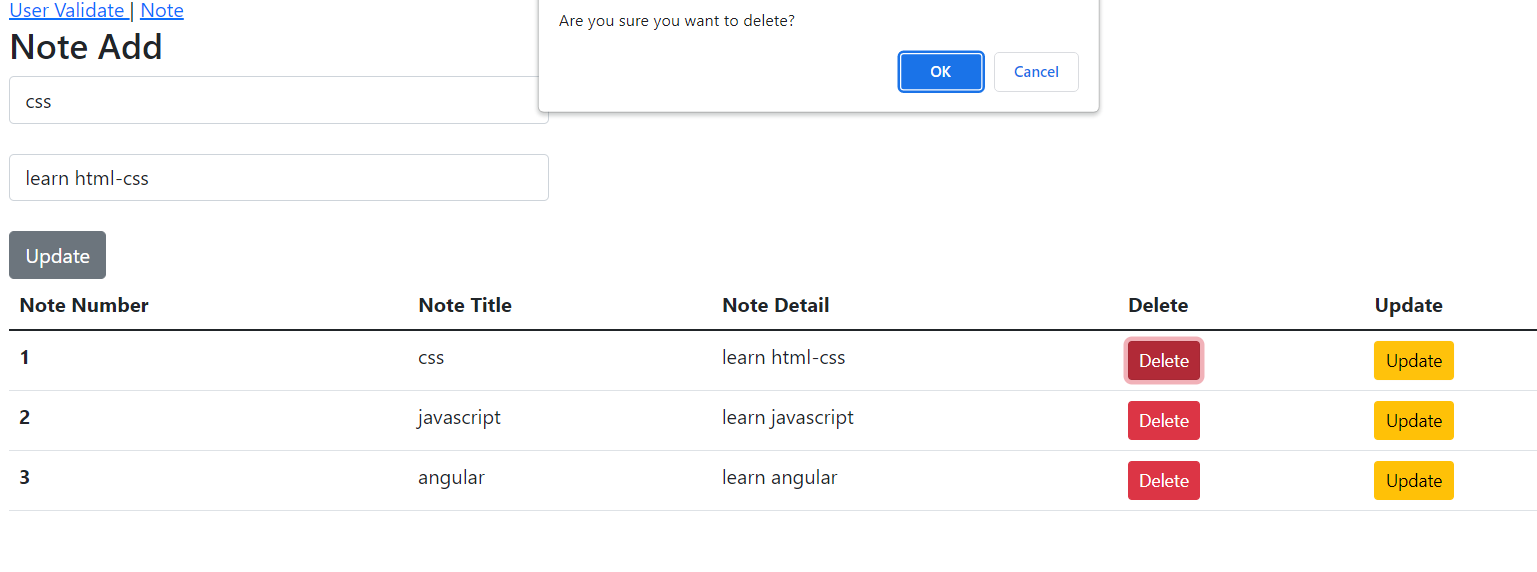 User Validate | Note
Are you sure you want to delete?
Note Add
OK Cancel
css
learn html-css
Update
Note Number Note Title Note Detail Delete Update
1 css learn html-css Delete Update
2 javascript learn javascript Delete Update
3 angular learn angular Delete Update